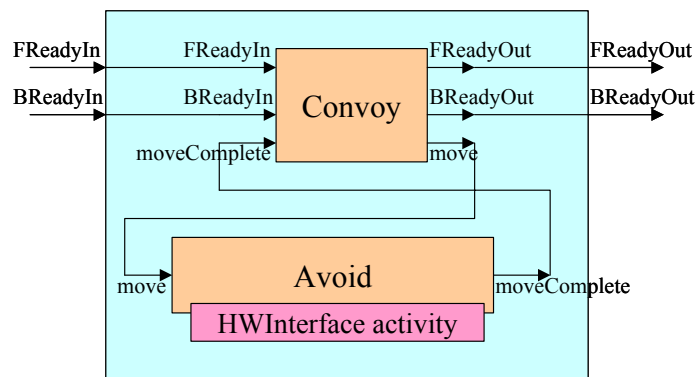 FReadyIn FReadyIn FReadyOut FReadyOut
BReadyIn BReadyIn BReadyOut BReadyOut
Convoy
moveComplete move
Avoid
move moveComplete
HWInterface activity